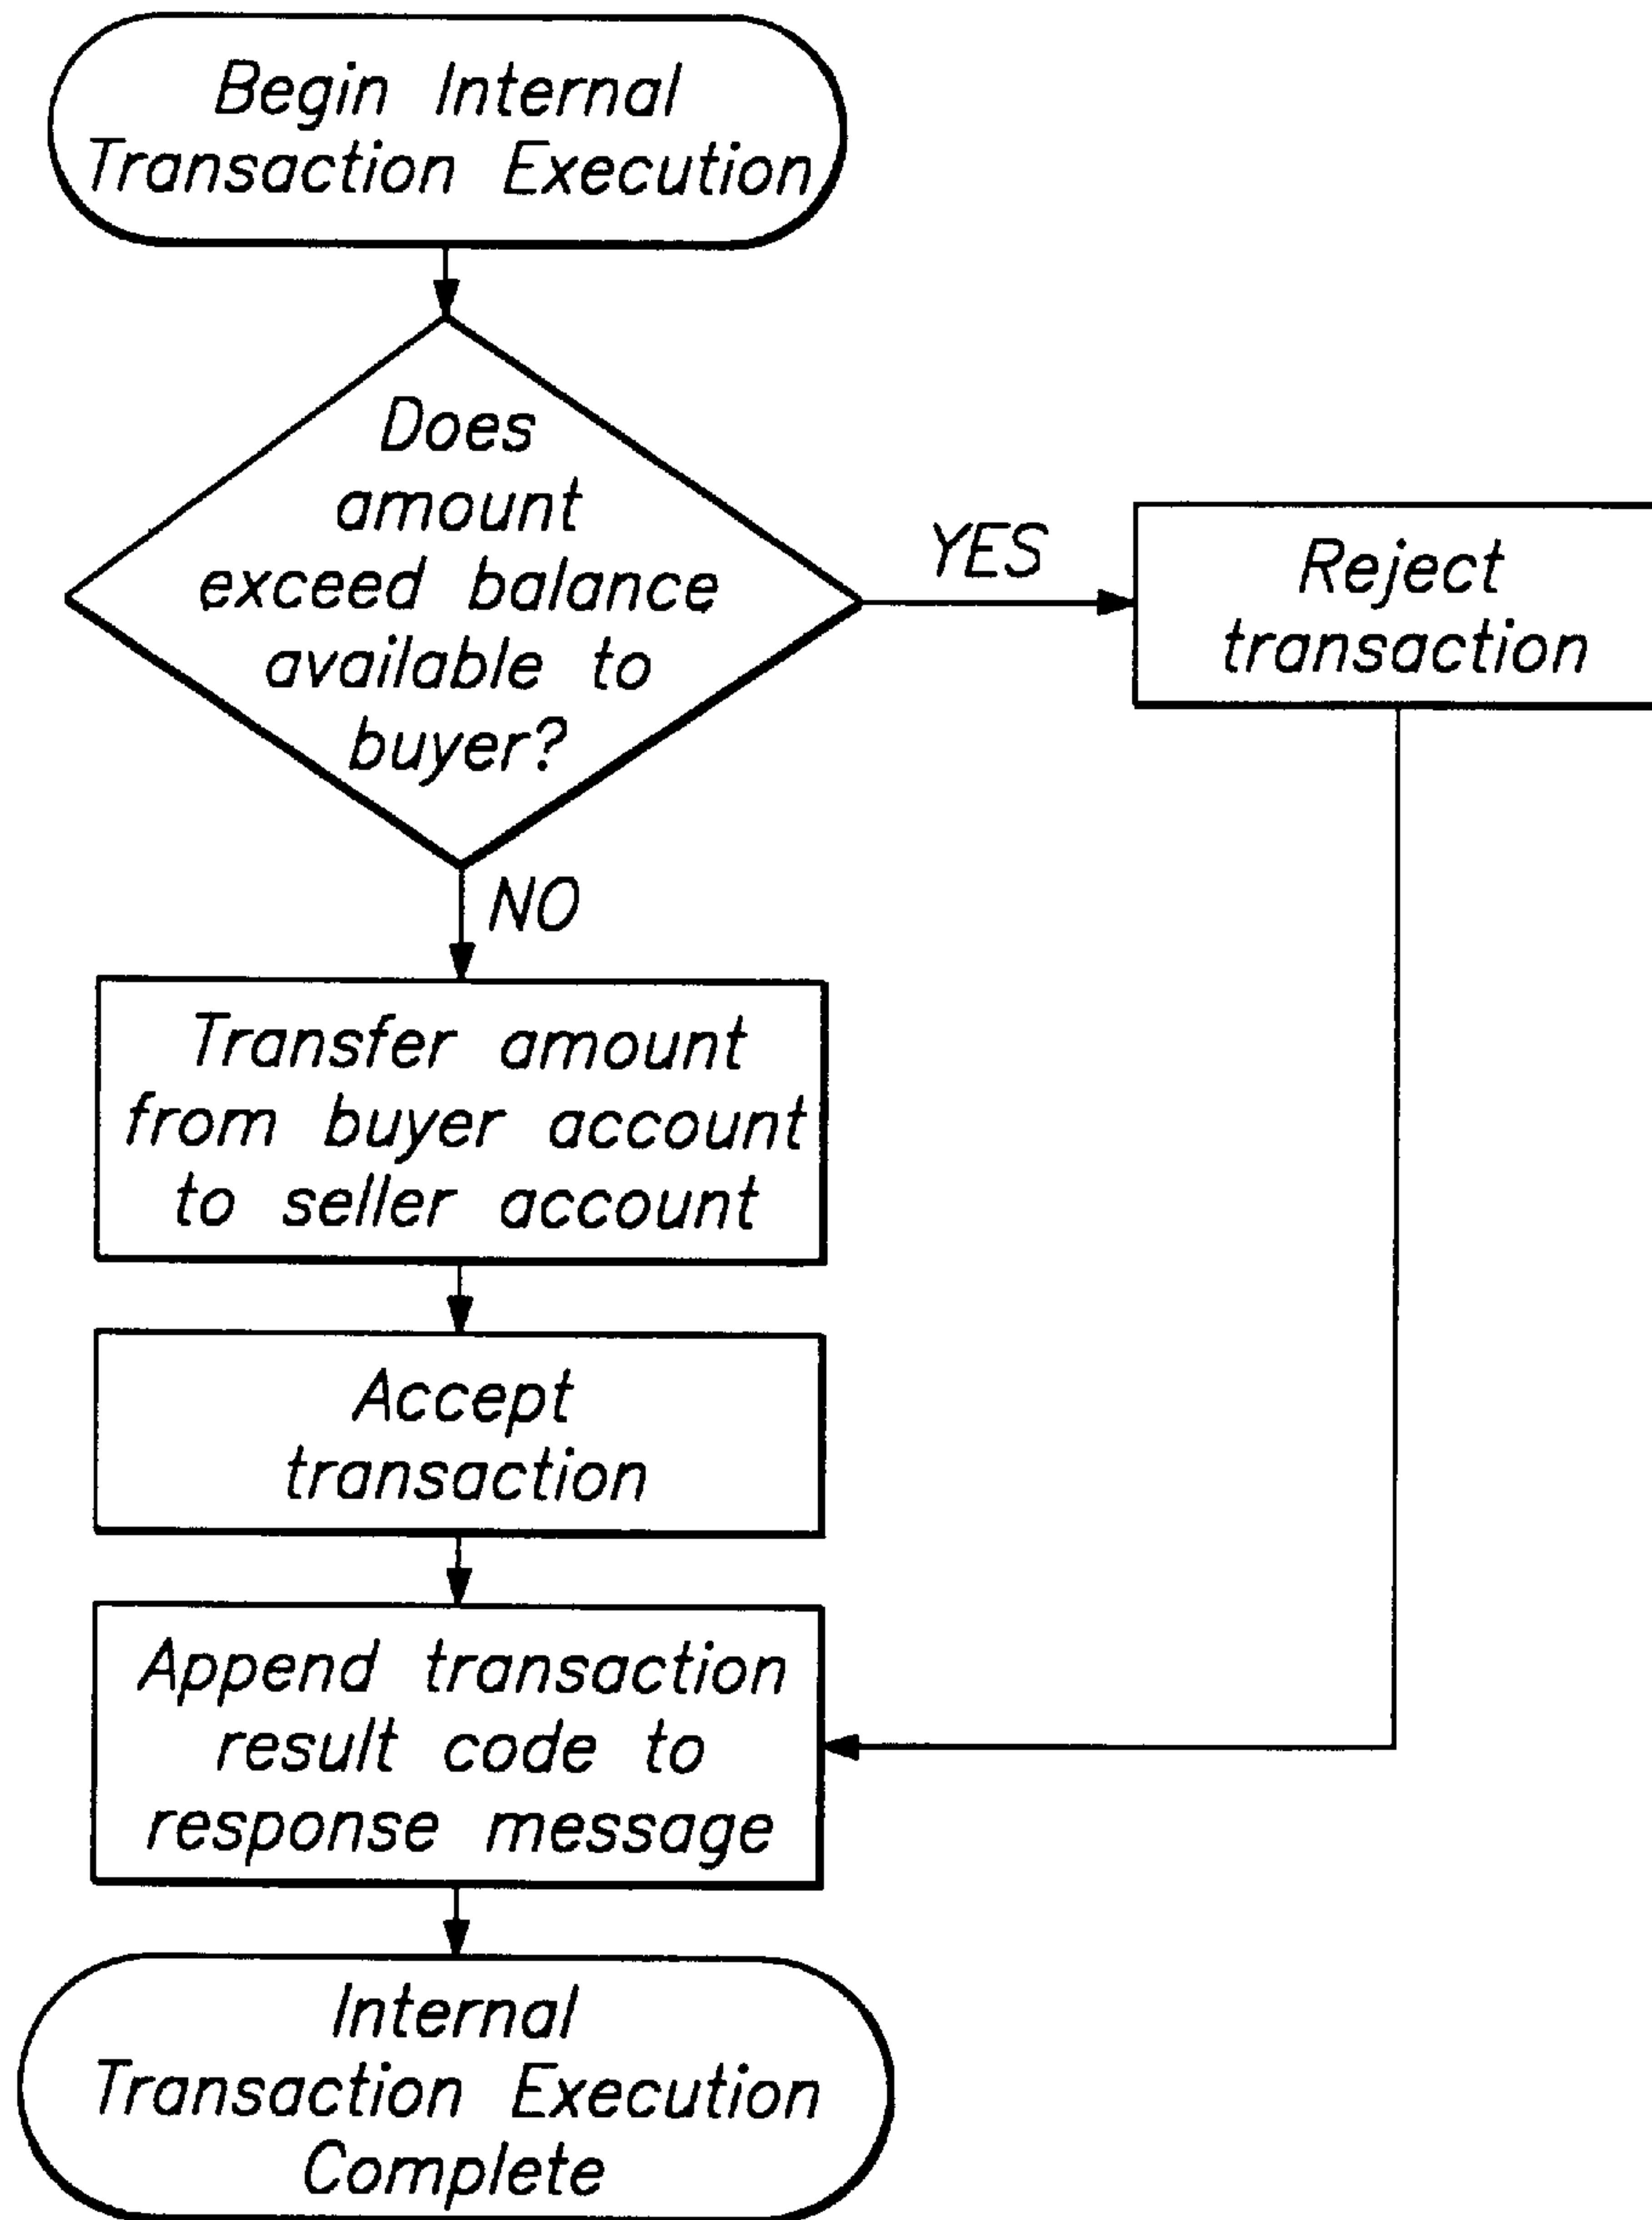 Begin Internal
Transaction Execution
Does
amount
exceed balance
available to
buyer?
YES
Reject
transaction
NO
Transfer amount
from buyer account
to seller account
Accept
transaction
Append transaction
result code to
response message
Internal
Transaction Execution
Complete